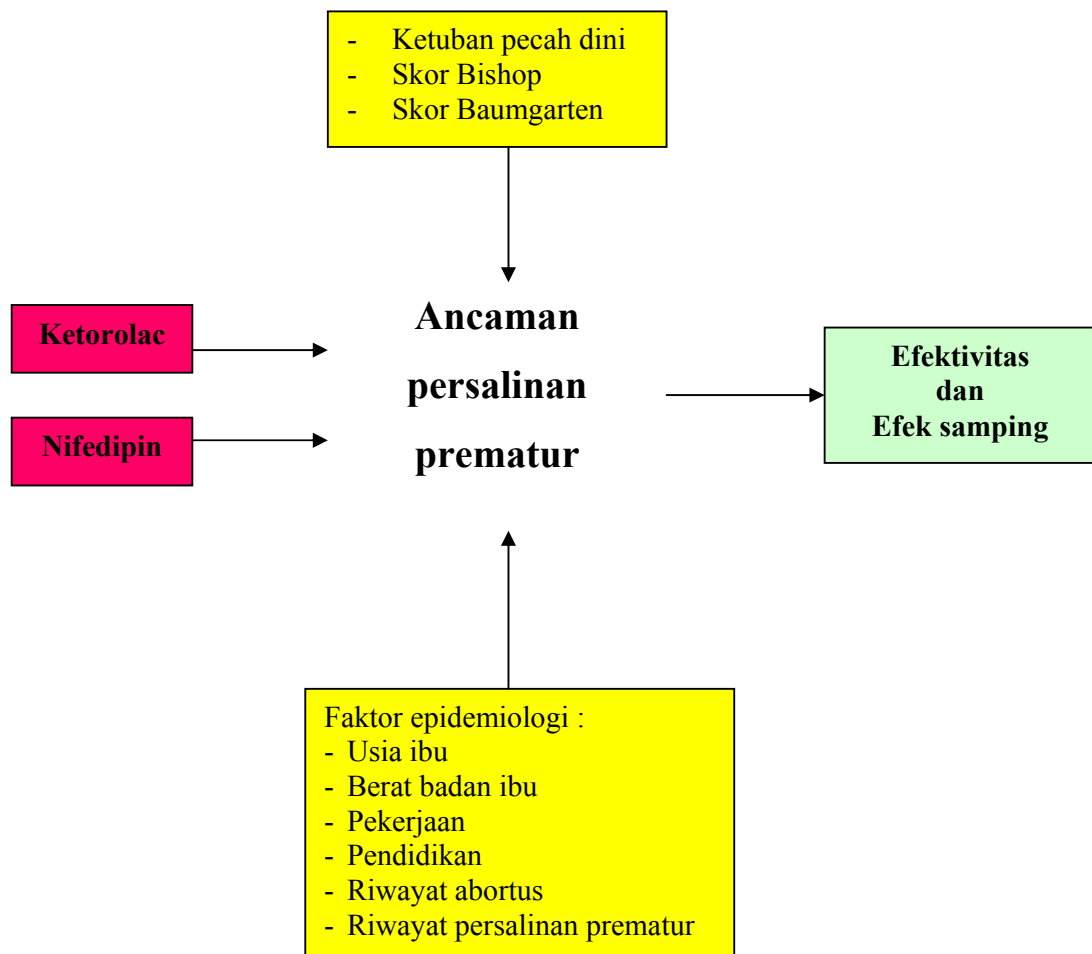 - Ketuban pecah dini
- Skor Bishop
- Skor Baumgarten
Ketorolac
Nifedipin
Ancaman
persalinan
prematur
Efektivitas
dan
Efek samping
Faktor epidemiologi :
- Usia ibu
- Berat badan ibu
- Pekerjaan
- Pendidikan
- Riwayat abortus
- Riwayat persalinan prematur